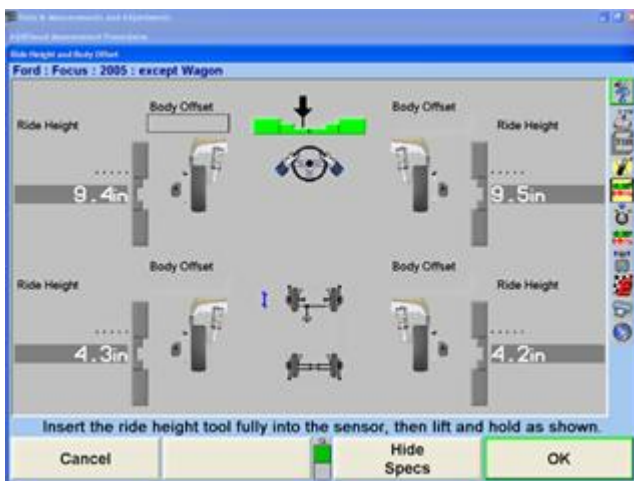 Ride Height and Body Offset
Ford : Focus : 2005 : except Wagon
Body Offset
Body Offset
Ride Height
Ride Height
9.4in
9.5in
Body Offset
Body Offset
Ride Height
Ride Height
4.3in
4.2in
Insert the ride height tool fully into the sensor, then lift and hold as shown.
Cancel
Hide
Specs
OK